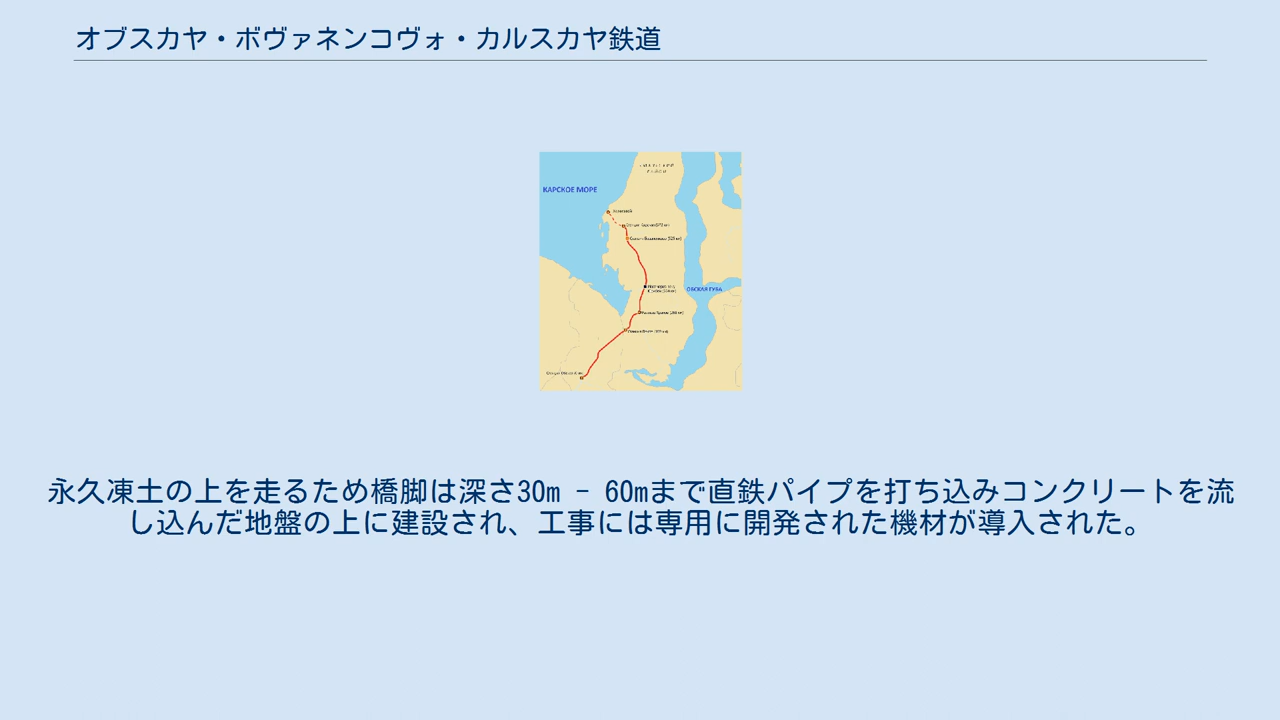 オブスカヤ・ボヴァネンコヴォ・カルスカヤ鉄道
КАРСКОЕ МОРЕ
ОБСКАЯ ГУБА
永久凍土の上を走るため橋脚は深さ30m - 60mまで直鉄パイプを打ち込みコンクリートを流
し込んだ地盤の上に建設され、工事には専用に開発された機材が導入された。